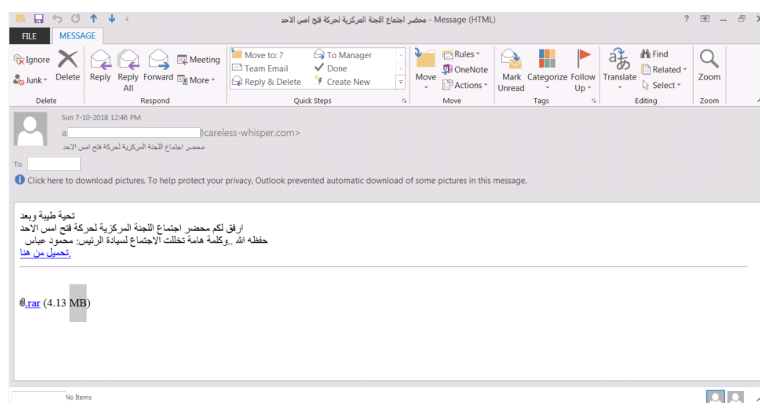 محضر اجتماع اللجنة المركزية لحركة فتح امس الاحد - Message (HTML)
FILE MESSAGE
Ignore
Junk
Delete
Reply
Reply All
Forward
Meeting
More
Move to: ?
Team Email
Reply & Delete
To Manager
Done
Create New
Move
Rules
OneNote
Actions
Mark Unread
Categorize
Follow Up
Translate
Find
Related
Select
Zoom
Delete Respond Quick Steps Move Tags Editing Zoom
Sun 7-10-2018 12:46 PM
a careless-whisper.com>
محضر اجتماع اللجنة المركزية لحركة فتح امس الاحد
To
Click here to download pictures. To help protect your privacy, Outlook prevented automatic download of some pictures in this message.
تحية طيبة وبعد
ارفق لكم محضر اجتماع اللجنة المركزية لحركة فتح امس الاحد
حفظه الله ..وكلمة هامة تخللت الاجتماع لسيادة الرئيس: محمود عباس
تحميل من هنا.
.rar (4.13 MB)
No Items